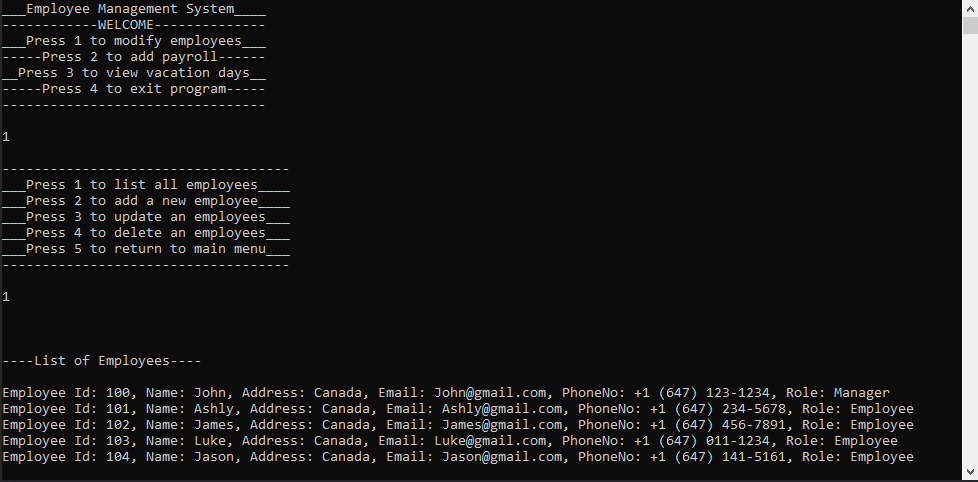 ___Employee Management System____
------------WELCOME--------------
___Press 1 to modify employees___
-----Press 2 to add payroll------
__Press 3 to view vacation days__
-----Press 4 to exit program-----
---------------------------------
1
------------------------------------
___Press 1 to list all employees____
___Press 2 to add a new employee____
___Press 3 to update an employees___
___Press 4 to delete an employees___
___Press 5 to return to main menu___
------------------------------------
1
----List of Employees----
Employee Id: 100, Name: John, Address: Canada, Email: John@gmail.com, PhoneNo: +1 (647) 123-1234, Role: Manager
Employee Id: 101, Name: Ashly, Address: Canada, Email: Ashly@gmail.com, PhoneNo: +1 (647) 234-5678, Role: Employee
Employee Id: 102, Name: James, Address: Canada, Email: James@gmail.com, PhoneNo: +1 (647) 456-7891, Role: Employee
Employee Id: 103, Name: Luke, Address: Canada, Email: Luke@gmail.com, PhoneNo: +1 (647) 011-1234, Role: Employee
Employee Id: 104, Name: Jason, Address: Canada, Email: Jason@gmail.com, PhoneNo: +1 (647) 141-5161, Role: Employee